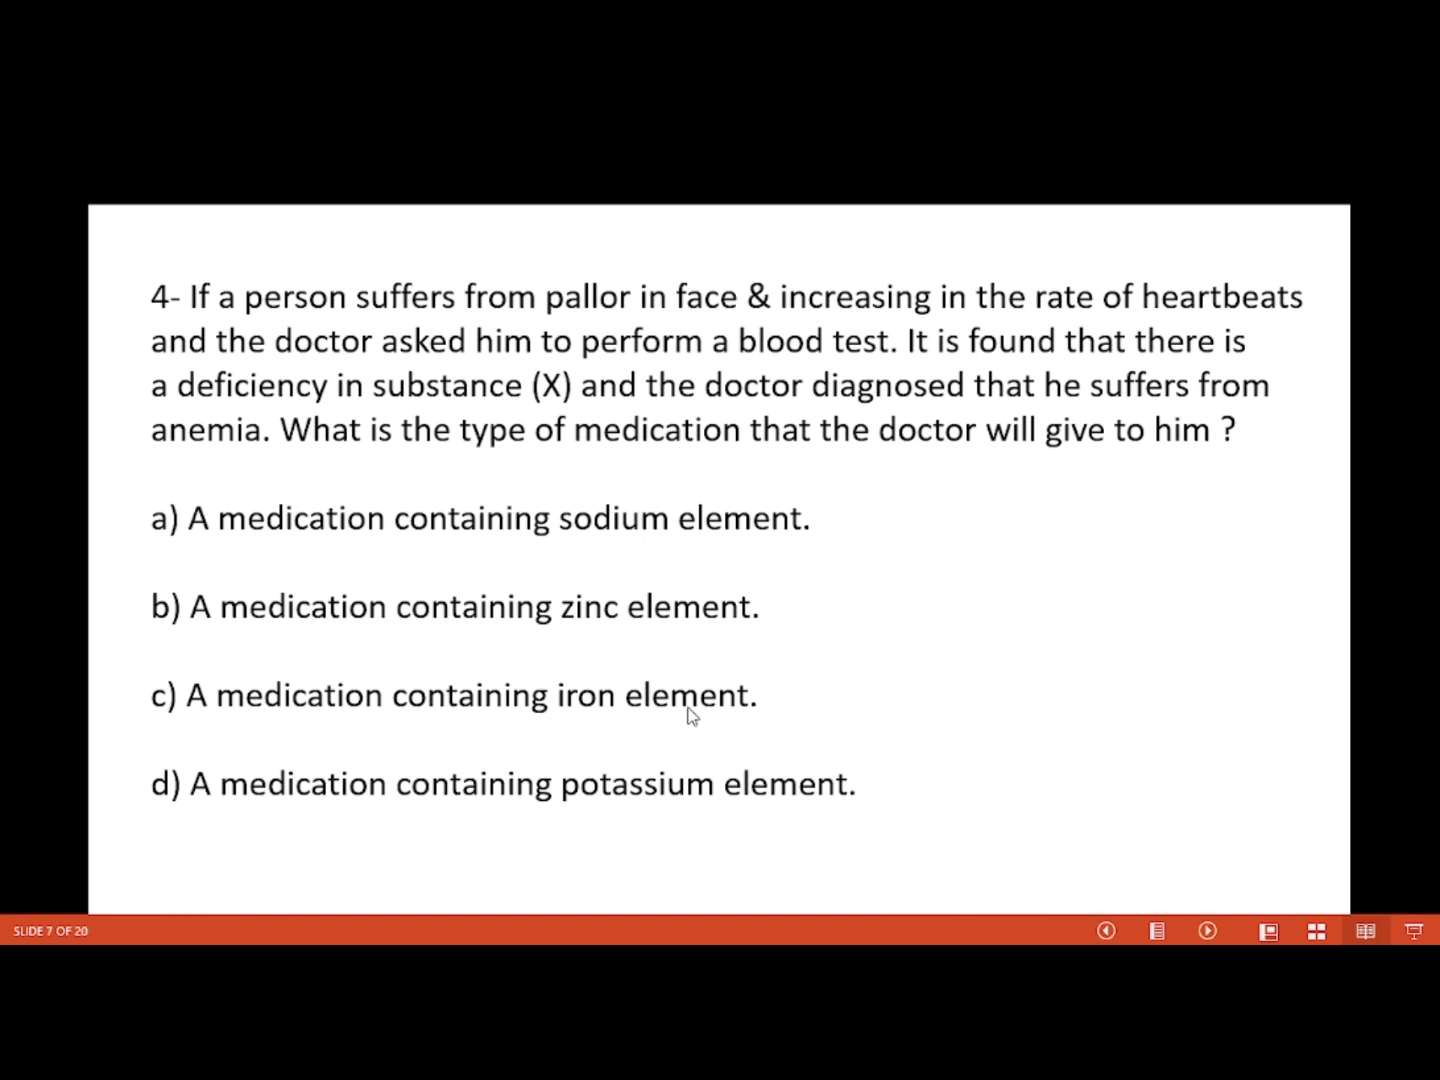 4- If a person suffers from pallor in face & increasing in the rate of heartbeats
and the doctor asked him to perform a blood test. It is found that there is
a deficiency in substance (X) and the doctor diagnosed that he suffers from
anemia. What is the type of medication that the doctor will give to him ?
a) A medication containing sodium element.
b) A medication containing zinc element.
c) A medication containing iron element.
d) A medication containing potassium element.
SLIDE 7 OF 20